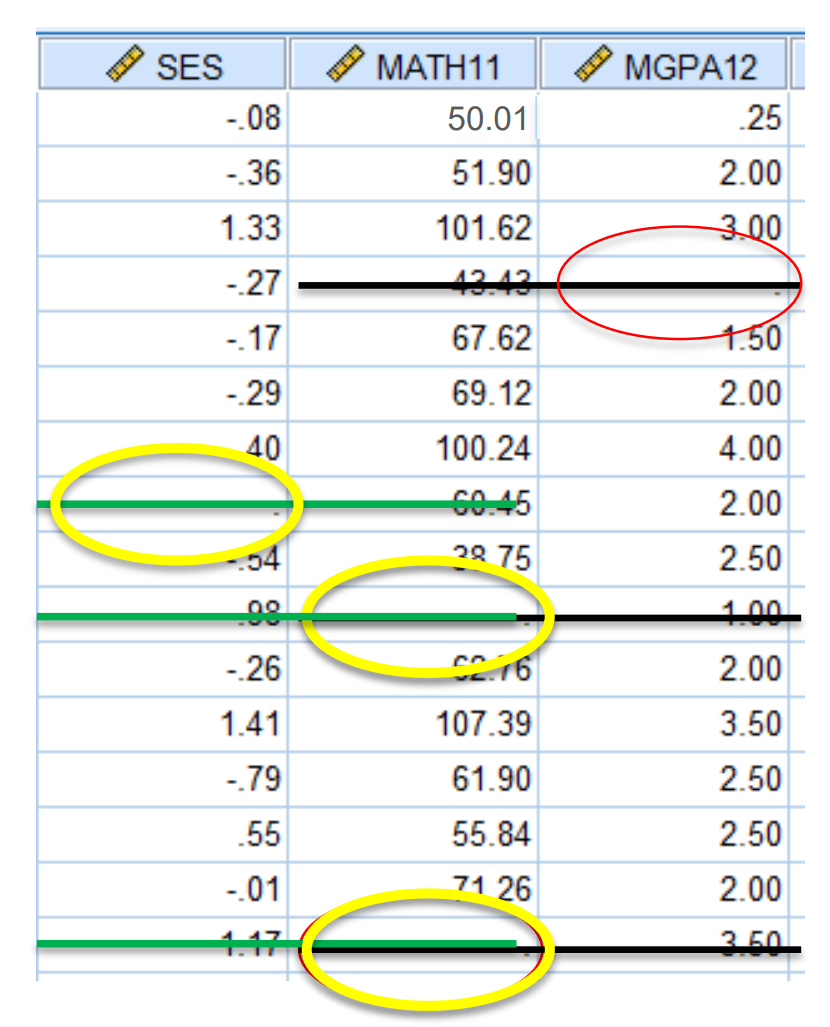 SES MATH11 MGPA12
-.08 50.01 .25
-.36 51.90 2.00
1.33 101.62 3.00
-.27 43.43 .
-.17 67.62 1.50
-.29 69.12 2.00
.40 100.24 4.00
. 60.45 2.00
-.54 38.75 2.50
.98 . 1.00
-.26 62.76 2.00
1.41 107.39 3.50
-.79 61.90 2.50
.55 55.84 2.50
-.01 71.26 2.00
1.17 . 3.50